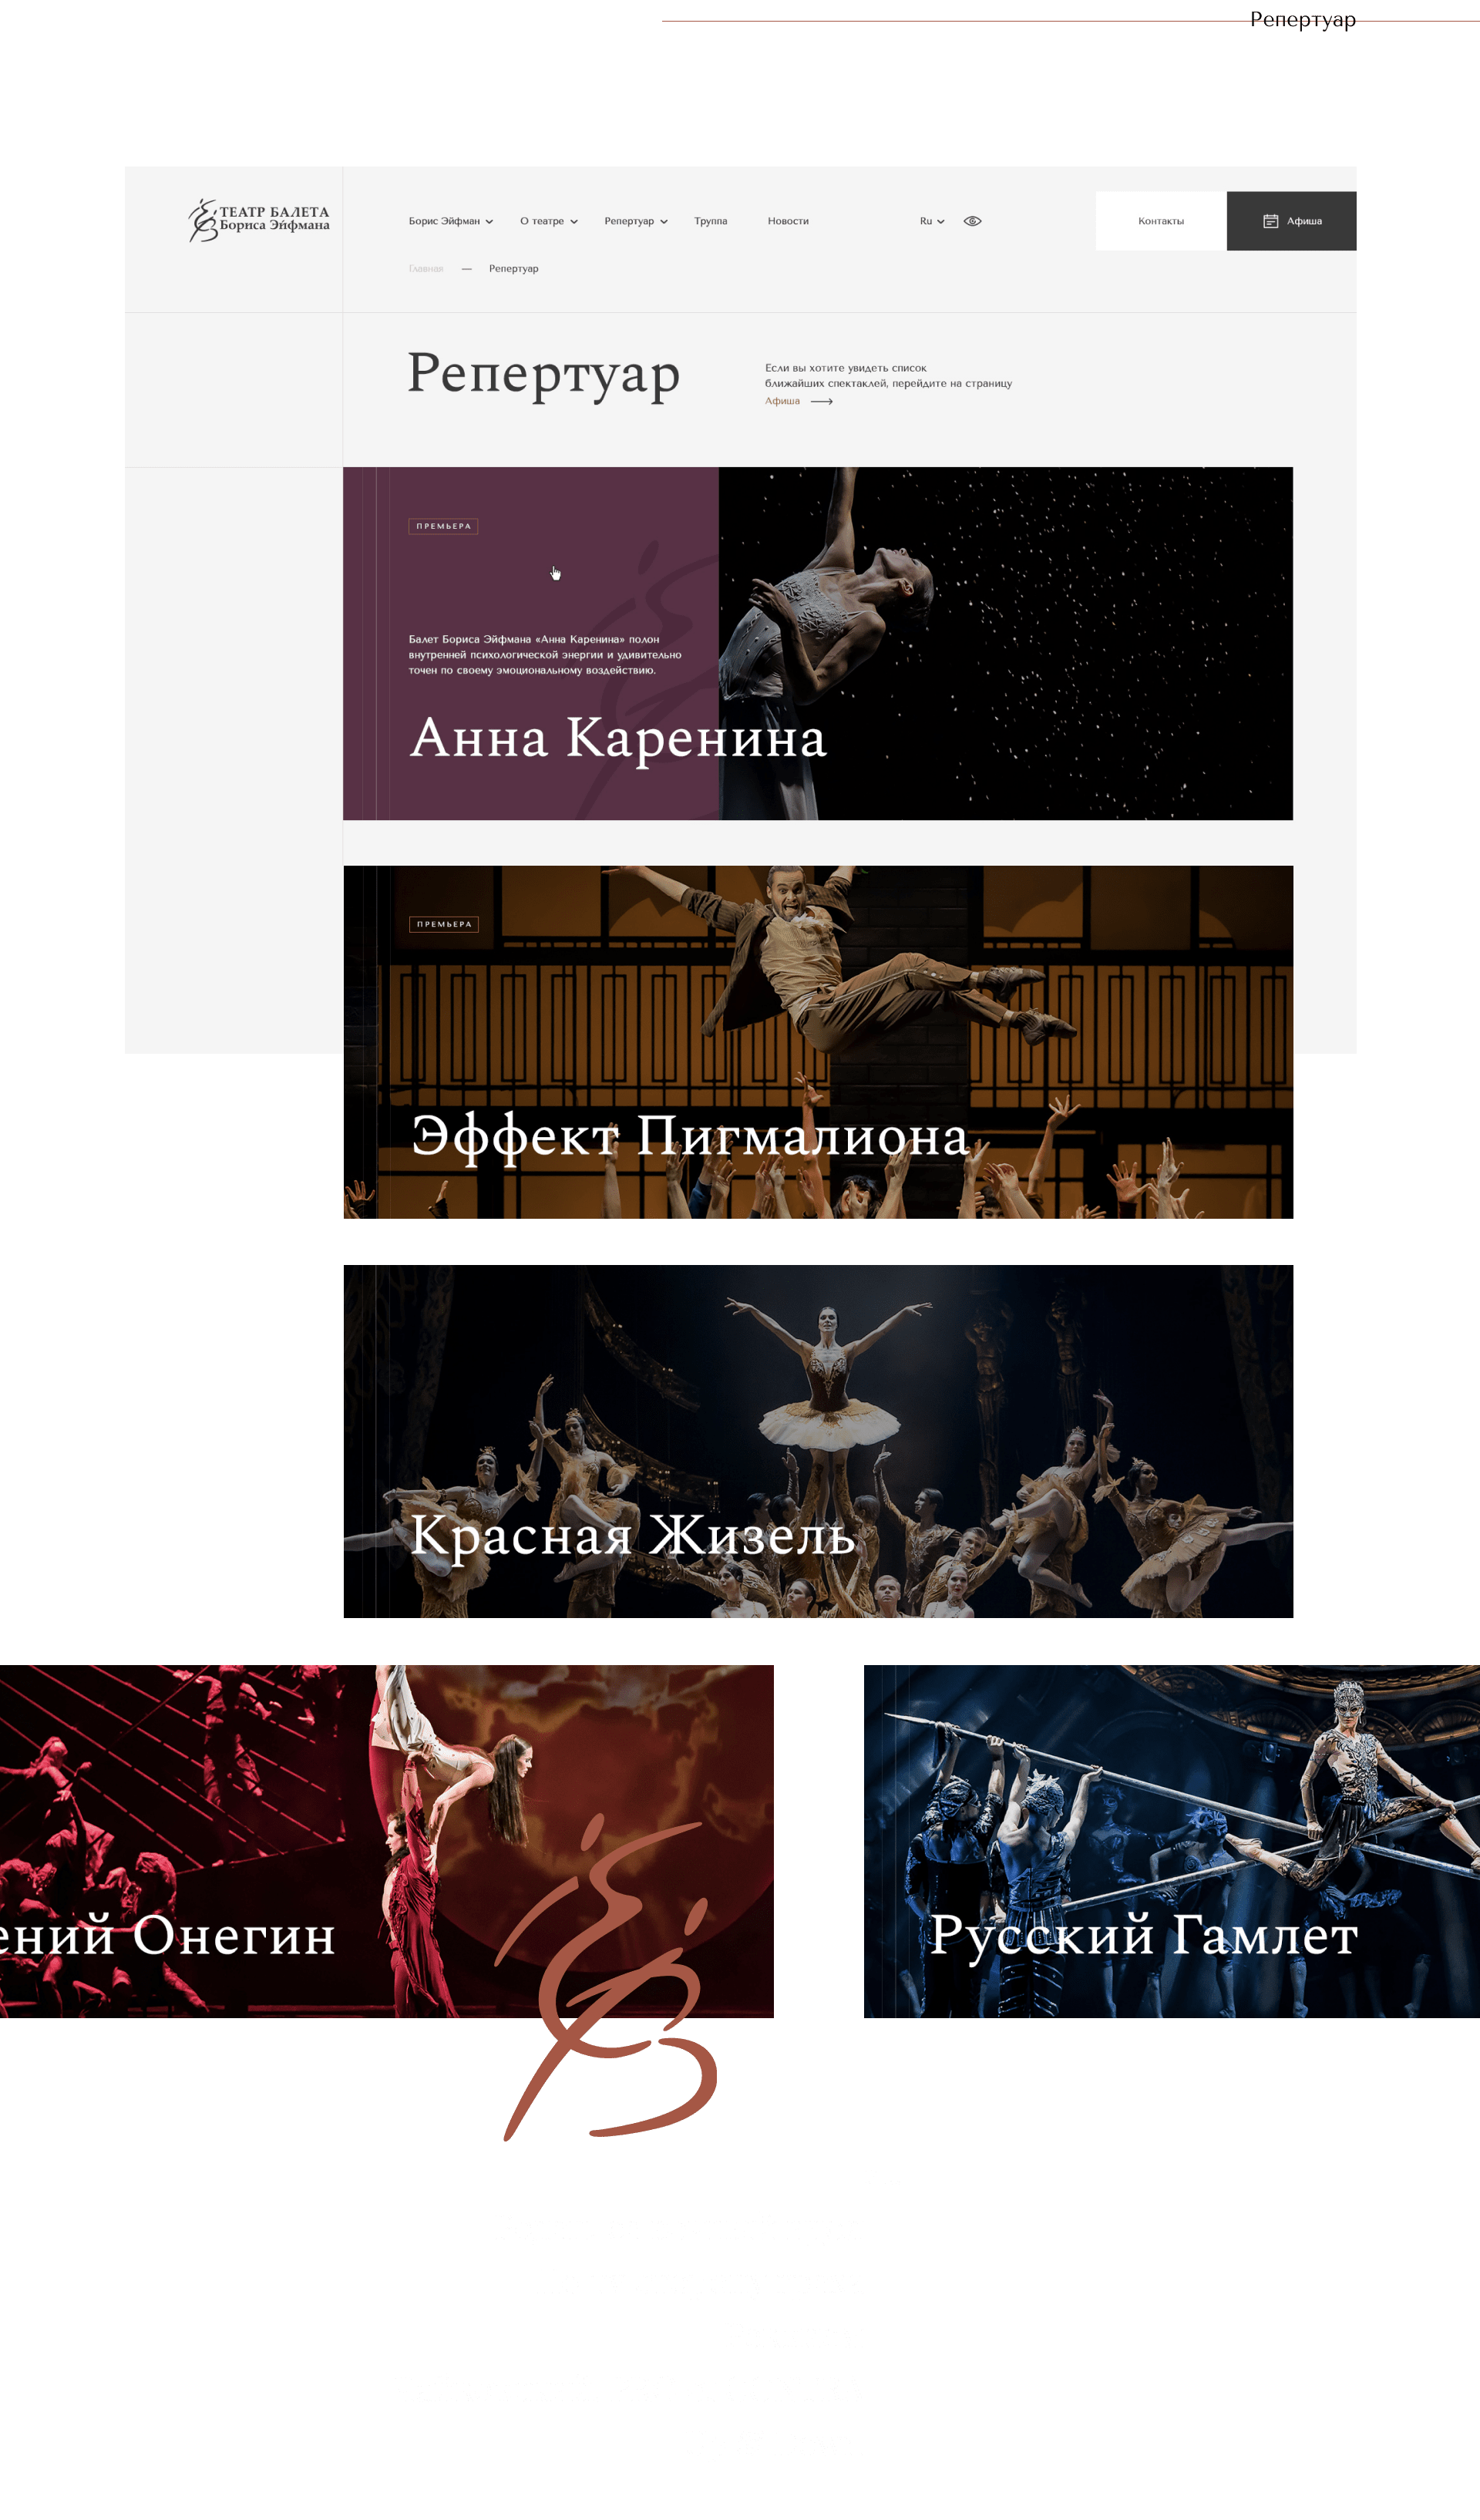 Репертуар
ТЕАТР БАЛЕТА
Бориса Эйфмана
Борис Эйфман
О театре
Репертуар
Труппа
Новости
Ru
Контакты
Афиша
Главная — Репертуар
Репертуар
Если вы хотите увидеть список
ближайших спектаклей, перейдите на страницу
Афиша
ПРЕМЬЕРА
Балет Бориса Эйфмана «Анна Каренина» полон
внутренней психологической энергии и удивительно
точен по своему эмоциональному воздействию.
Анна Каренина
ПРЕМЬЕРА
Эффект Пигмалиона
Красная Жизель
ений Онегин
Русский Гамлет